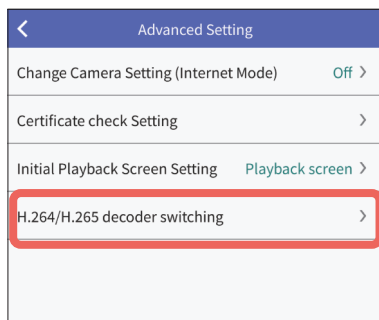 Advanced Setting
Change Camera Setting (Internet Mode) Off
Certificate check Setting
Initial Playback Screen Setting Playback screen
H.264/H.265 decoder switching